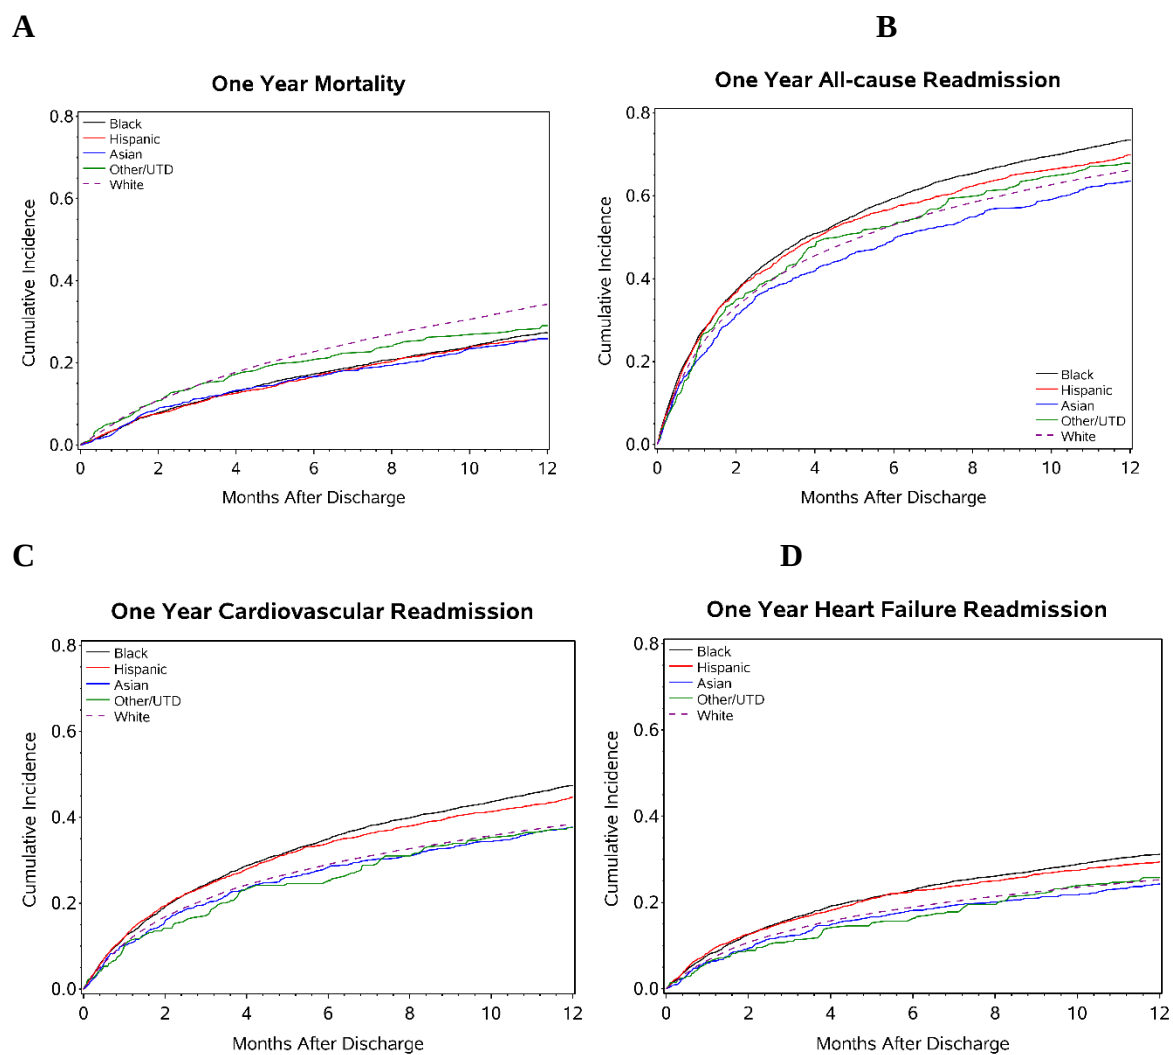 A
B
One Year Mortality
0.8
0.6
0.4
0.2
0.0
Cumulative Incidence
Black
Hispanic
Asian
Other/UTD
White
0 2 4 6 8 10 12
Months After Discharge
One Year All-cause Readmission
0.8
0.6
0.4
0.2
0.0
Cumulative Incidence
Black
Hispanic
Asian
Other/UTD
White
0 2 4 6 8 10 12
Months After Discharge
C
D
One Year Cardiovascular Readmission
0.8
0.6
0.4
0.2
0.0
Cumulative Incidence
Black
Hispanic
Asian
Other/UTD
White
0 2 4 6 8 10 12
Months After Discharge
One Year Heart Failure Readmission
0.8
0.6
0.4
0.2
0.0
Cumulative Incidence
Black
Hispanic
Asian
Other/UTD
White
0 2 4 6 8 10 12
Months After Discharge